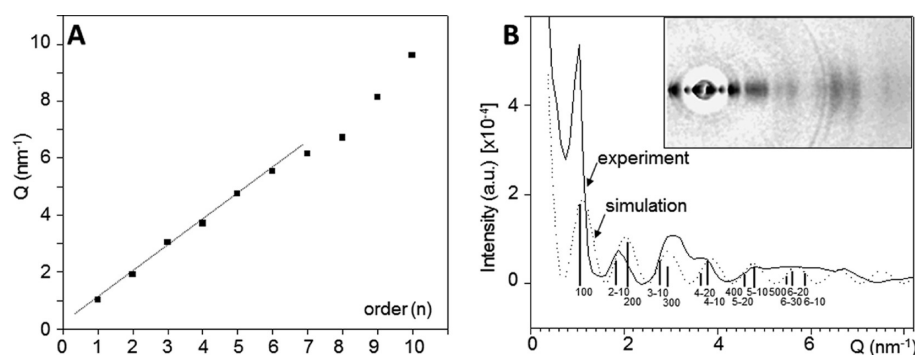 A
Q (nm-1)
10
8
6
4
2
0
order (n)
0 1 2 3 4 5 6 7 8 9 10 11
B
Intensity (a.u.) [x10-4]
4
2
0
experiment
simulation
100
2-10
200
3-10
300
4-20
4-10
400
5-20
5-10
500
6-30
6-20
6-10
0 2 4 6 8
Q (nm-1)